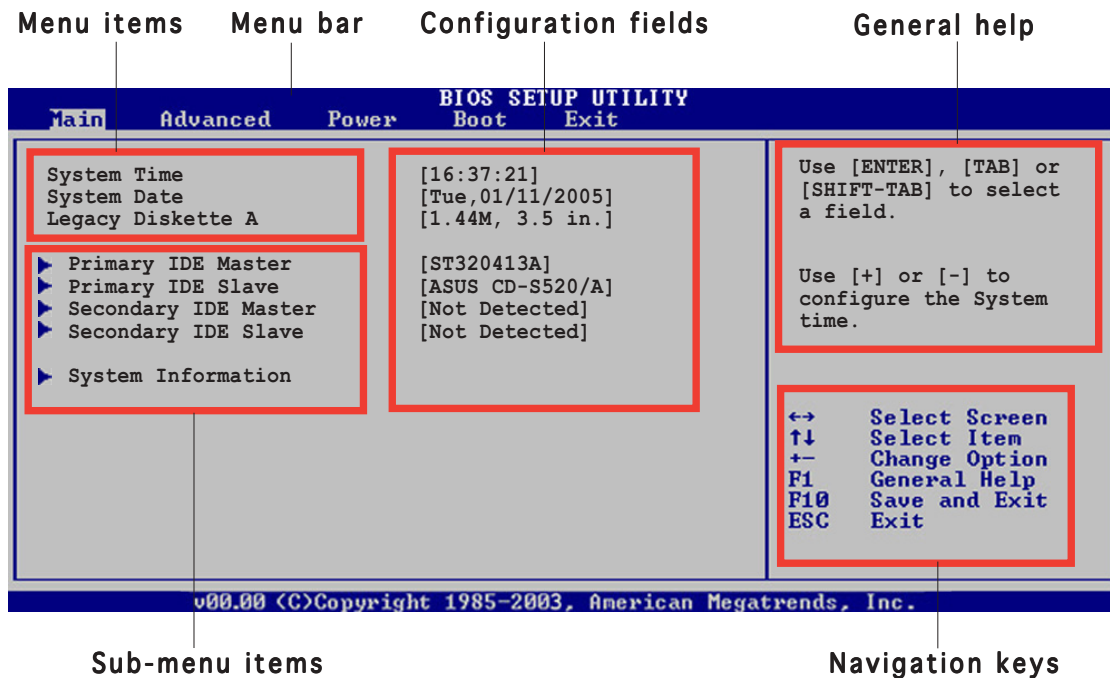 Menu items Menu bar Configuration fields General help
BIOS SETUP UTILITY
Main Advanced Power Boot Exit
System Time [16:37:21]
System Date [Tue,01/11/2005]
Legacy Diskette A [1.44M, 3.5 in.]
Primary IDE Master [ST320413A]
Primary IDE Slave [ASUS CD-S520/A]
Secondary IDE Master [Not Detected]
Secondary IDE Slave [Not Detected]
System Information
Use [ENTER], [TAB] or
[SHIFT-TAB] to select
a field.
Use [+] or [-] to
configure the System
time.
←→ Select Screen
↑↓ Select Item
+- Change Option
F1 General Help
F10 Save and Exit
ESC Exit
v00.00 (C)Copyright 1985-2003, American Megatrends, Inc.
Sub-menu items Navigation keys